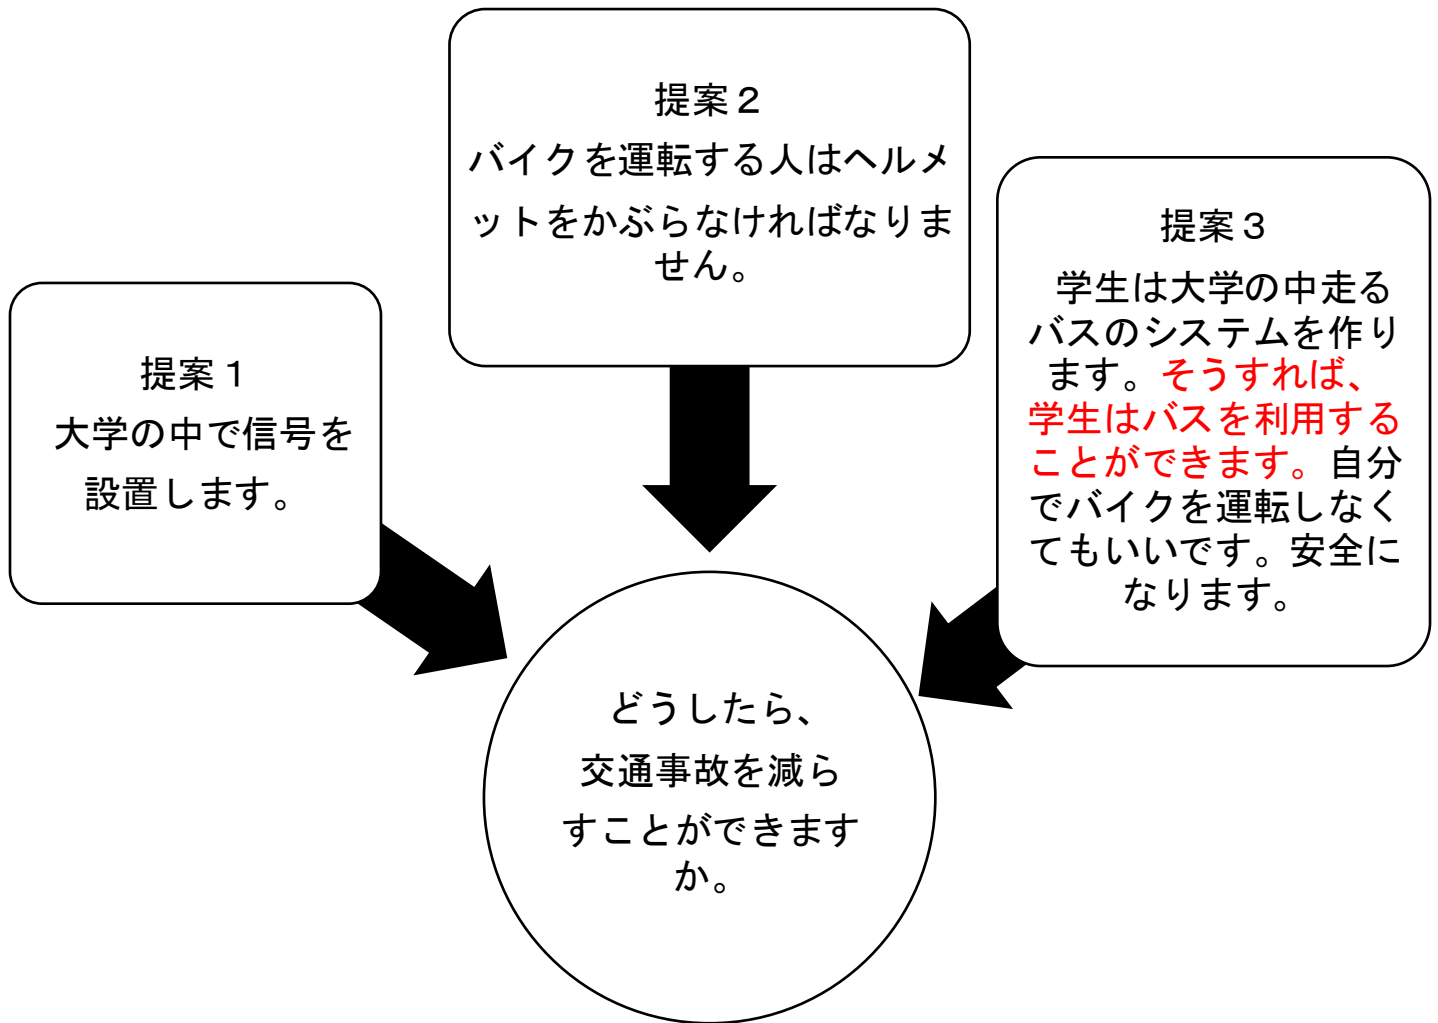 提案１
大学の中で信号を
設置します。
提案２
バイクを運転する人はヘルメ
ットをかぶらなければなりま
せん。
提案３
学生は大学の中走る
バスのシステムを作り
ます。そうすれば、
学生はバスを利用する
ことができます。自分
でバイクを運転しなく
てもいいです。安全に
なります。
どうしたら、
交通事故を減ら
すことができます
か。